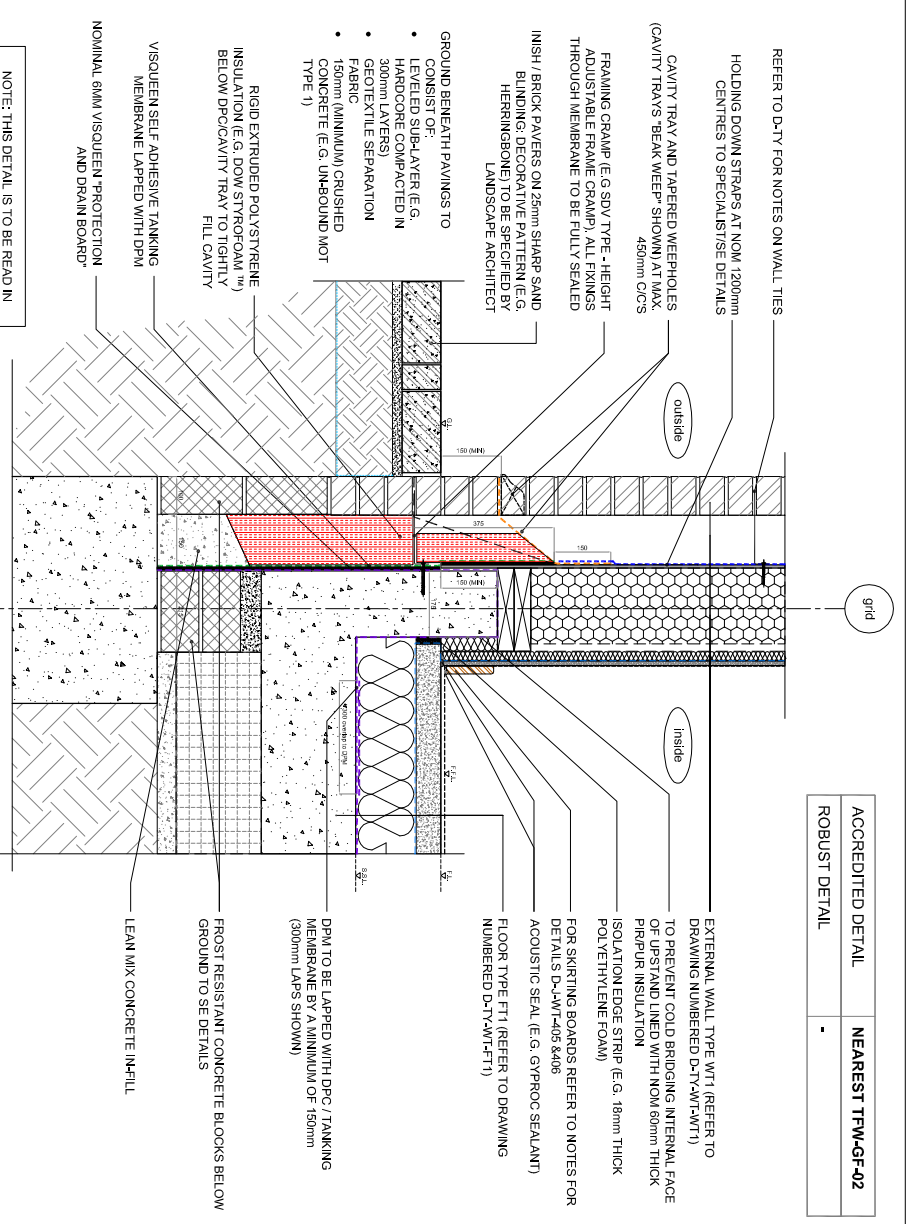 ACCREDITED DETAIL
NEAREST TFW-GF-02
ROBUST DETAIL
-
REFER TO D-TY FOR NOTES ON WALL TIES
HOLDING DOWN STRAPS AT NOM 1200mm
CENTRES TO SPECIALIST/SE DETAILS
CAVITY TRAY AND TAPERED WEEPHOLES
(CAVITY TRAYS "BEAK WEEP" SHOWN) AT MAX.
450mm C/C'S
FRAMING CRAMP (E.G SDV TYPE - HEIGHT
ADJUSTABLE FRAME CRAMP), ALL FIXINGS
THROUGH MEMBRANE TO BE FULLY SEALED
INISH / BRICK PAVERS ON 25mm SHARP SAND
BLINDING: DECORATIVE PATTERN (E.G.
HERRINGBONE) TO BE SPECIFIED BY
LANDSCAPE ARCHITECT
GROUND BENEATH PAVINGS TO
CONSIST OF:
• LEVELED SUB-LAYER (E.G.
HARDCORE COMPACTED IN
300mm LAYERS)
• GEOTEXTILE SEPARATION
FABRIC
• 150mm (MINIMUM) CRUSHED
CONCRETE (E.G. UN-BOUND MOT
TYPE 1)
RIGID EXTRUDED POLYSTYRENE
INSULATION (E.G. DOW STYROFOAM ™)
BELOW DPC/CAVITY TRAY TO TIGHTLY
FILL CAVITY
VISQUEEN SELF ADHESIVE TANKING
MEMBRANE LAPPED WITH DPM
NOMINAL 6MM VISQUEEN "PROTECTION
AND DRAIN BOARD"
NOTE: THIS DETAIL IS TO BE READ IN
grid
outside
inside
150 (MIN)
375
150
150 (MIN)
178
G.L.
F.F.L.
F.L.
S.S.L.
300 overlap to DPM
150
EXTERNAL WALL TYPE WT1 (REFER TO
DRAWING NUMBERED D-TY-WT-WT1)
TO PREVENT COLD BRIDGING INTERNAL FACE
OF UPSTAND LINED WITH NOM 60mm THICK
PIR/PUR INSULATION
ISOLATION EDGE STRIP (E.G. 18mm THICK
POLYETHYLENE FOAM)
FOR SKIRTING BOARDS REFER TO NOTES FOR
DETAILS D-J-WT-405 &406
ACOUSTIC SEAL (E.G. GYPROC SEALANT)
FLOOR TYPE FT1 (REFER TO DRAWING
NUMBERED D-TY-WT-FT1)
DPM TO BE LAPPED WITH DPC / TANKING
MEMBRANE BY A MINIMUM OF 150mm
(300mm LAPS SHOWN)
FROST RESISTANT CONCRETE BLOCKS BELOW
GROUND TO SE DETAILS
LEAN MIX CONCRETE IN-FILL